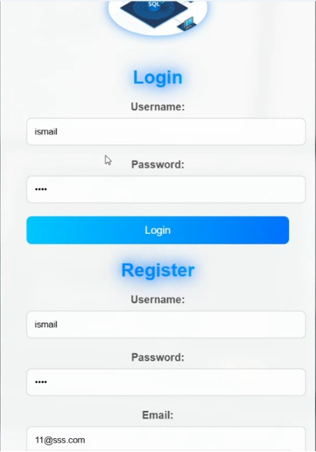 SQL
Login
Username:
ismail
Password:
••••
Login
Register
Username:
ismail
Password:
••••
Email:
11@sss.com